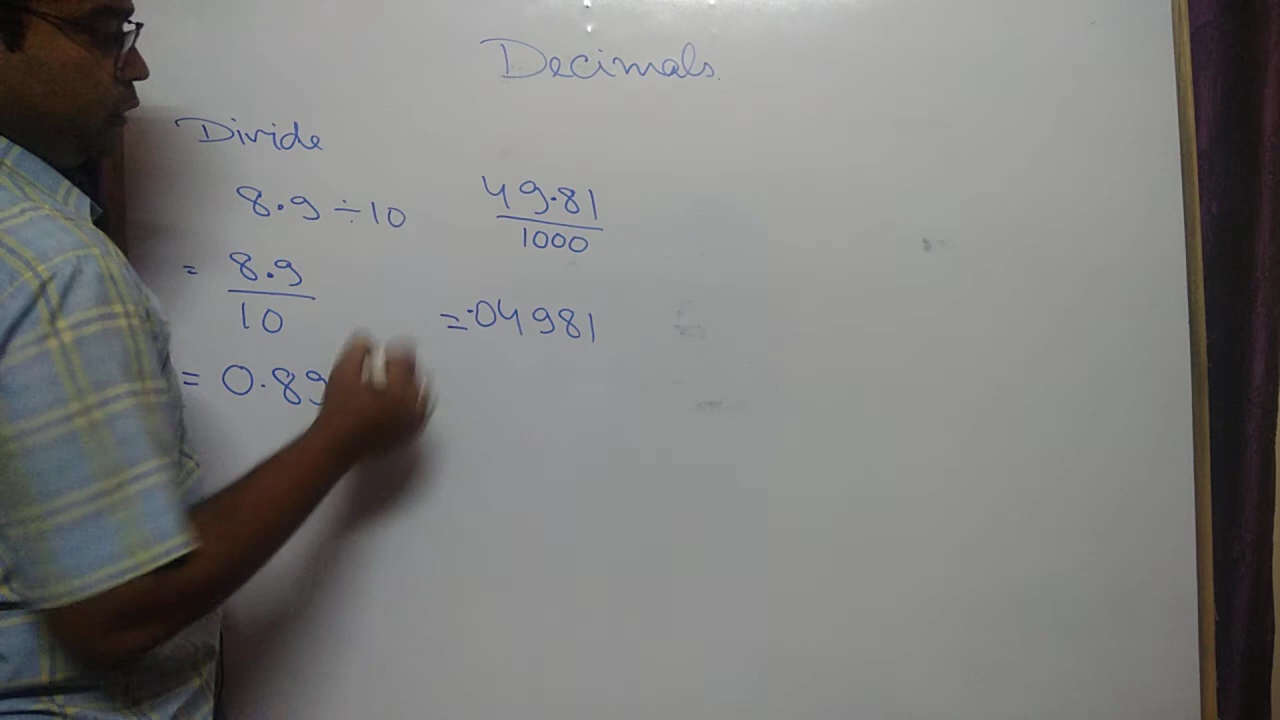 Decimals.
Divide
8.9 ÷ 10
= 8.9
10
= 0.89
49.81
1000
= .04981